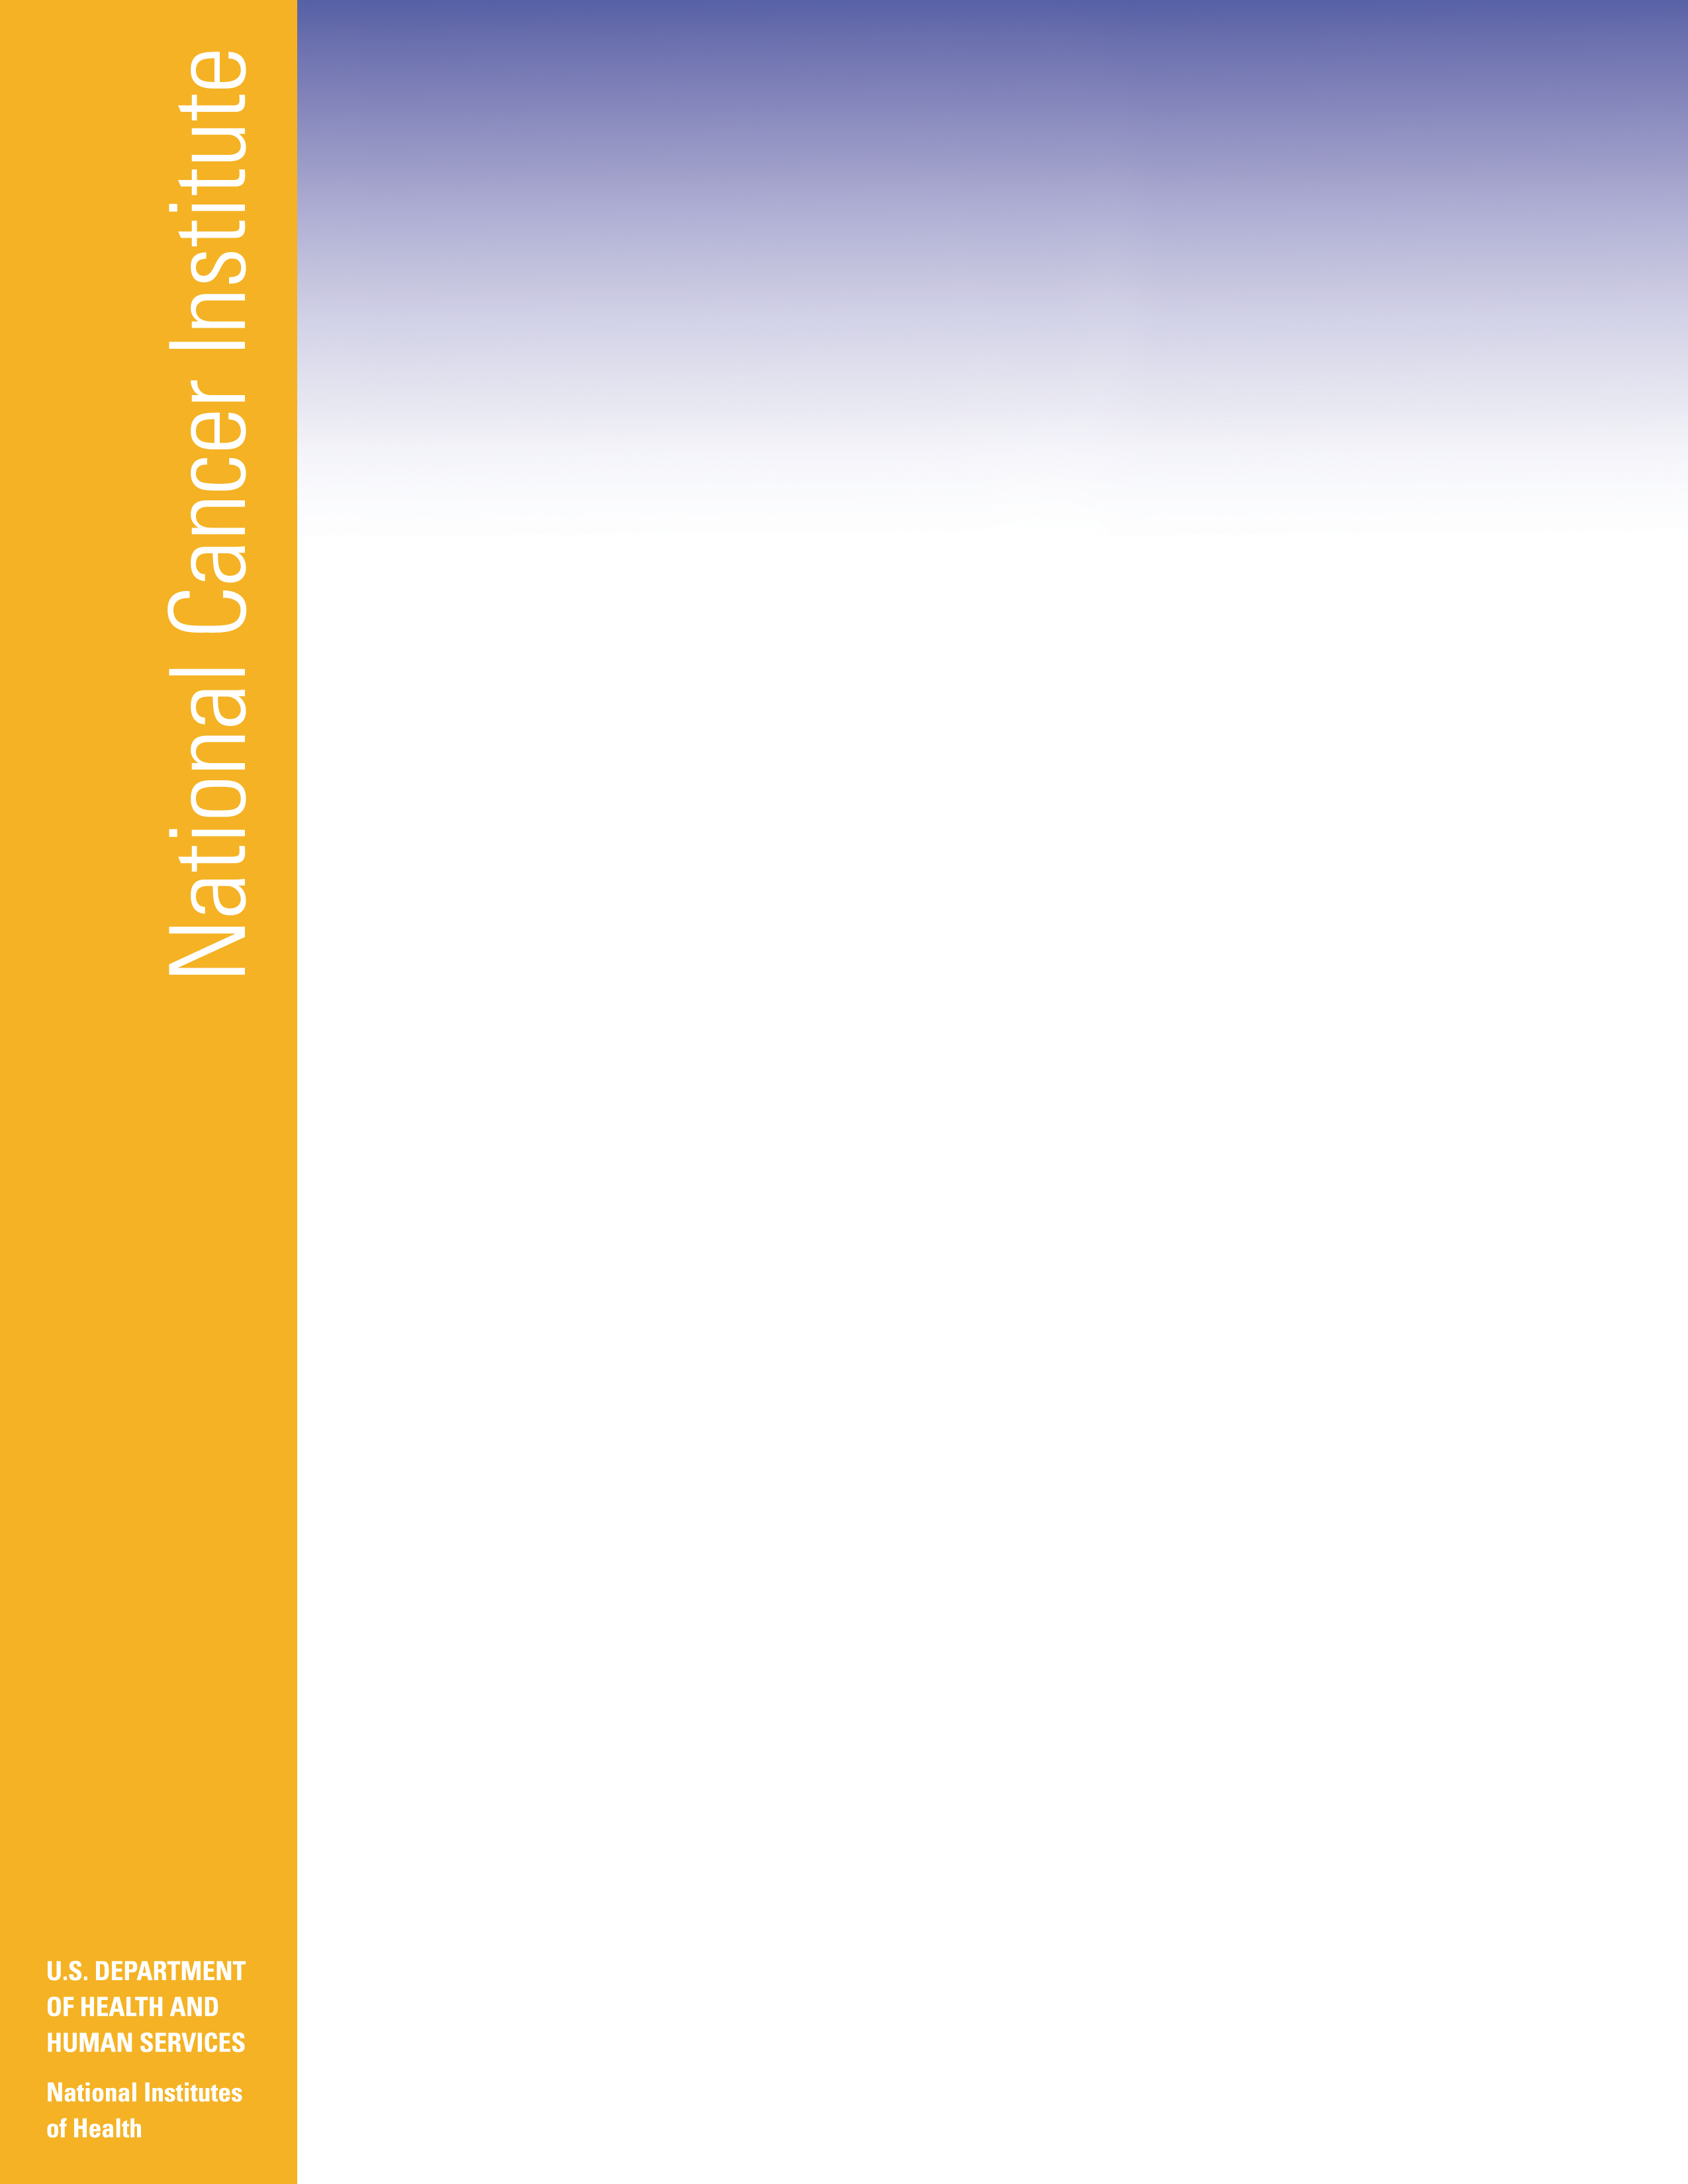 National Cancer Institute
U.S. DEPARTMENT
OF HEALTH AND
HUMAN SERVICES
National Institutes
of Health